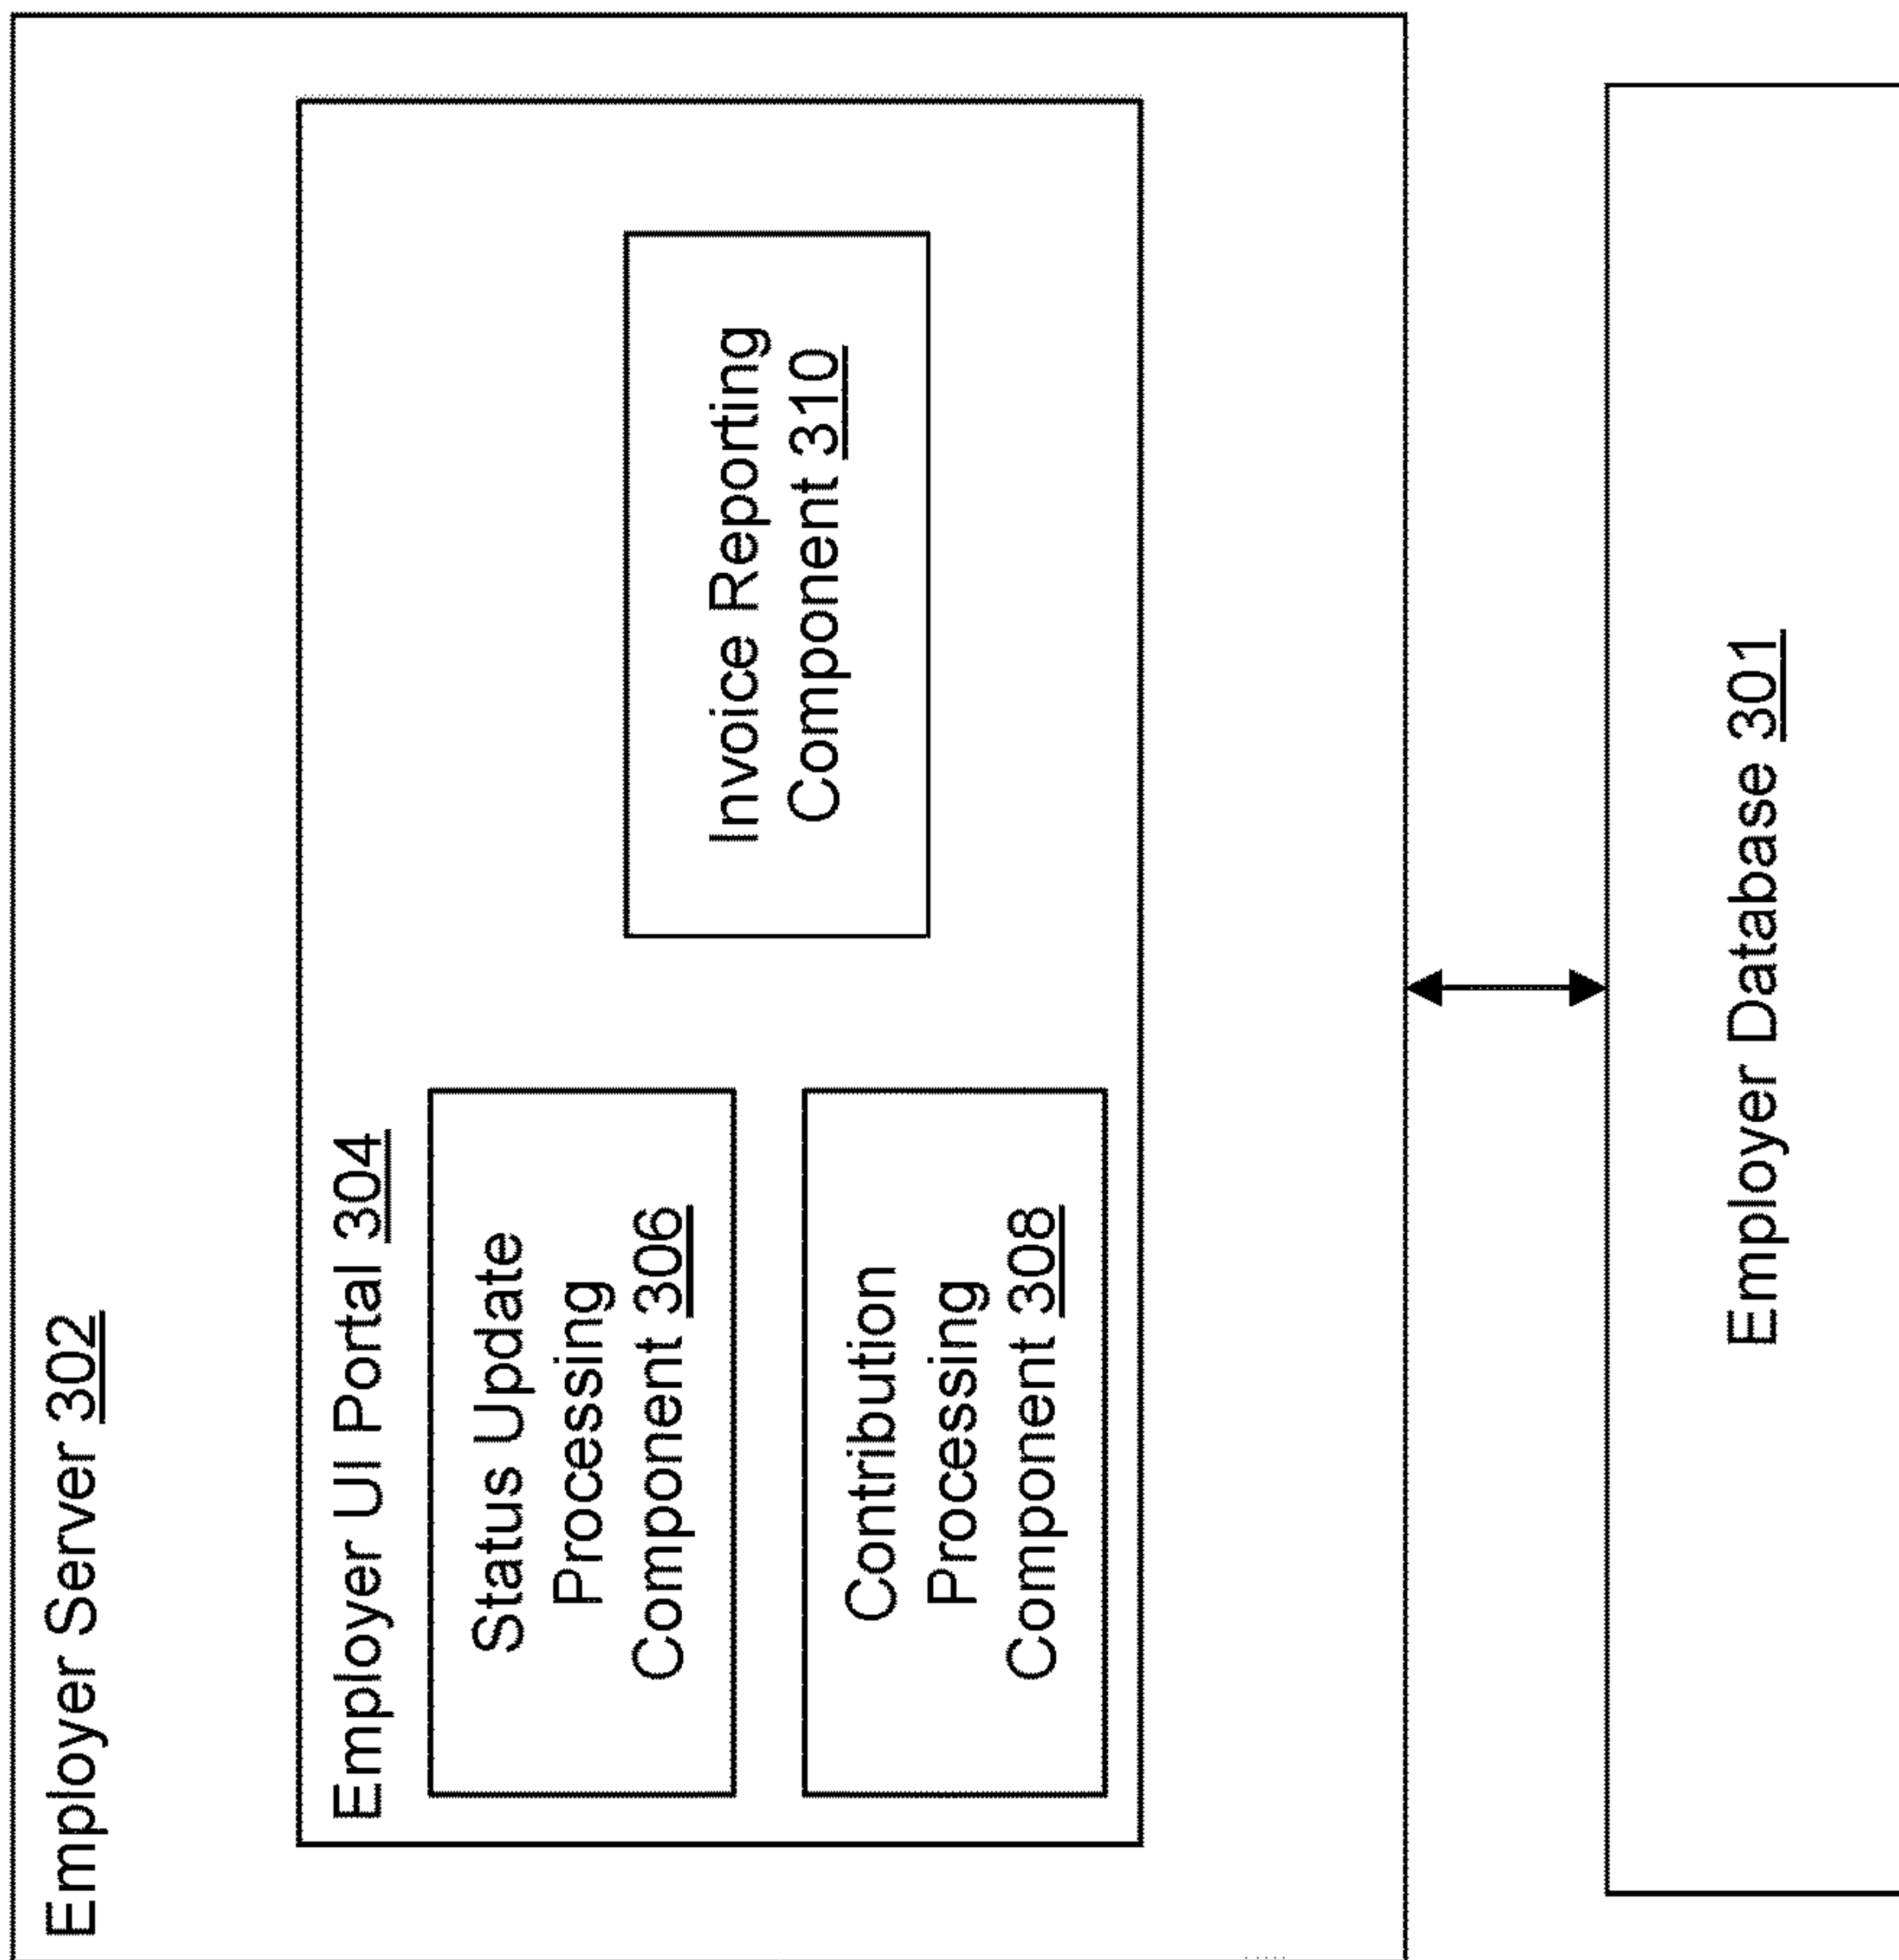 Employer Server 302
Employer UI Portal 304
Status Update
Processing
Component 306
Contribution
Processing
Component 308
Invoice Reporting
Component 310
Employer Database 301